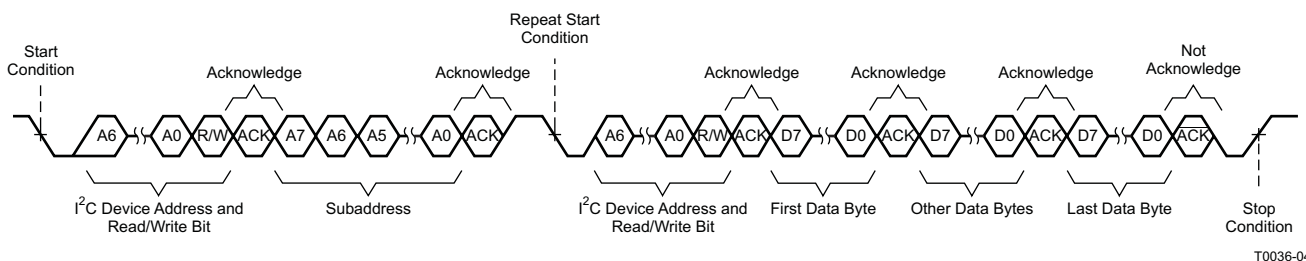 Repeat Start
Condition
Start
Condition
Not
Acknowledge
Acknowledge
Acknowledge
Acknowledge
Acknowledge
Acknowledge
A6 A0 R/W ACK A7 A6 A5 A0 ACK A6 A0 R/W ACK D7 D0 ACK D7 D0 ACK D7 D0 ACK
I2C Device Address and
Read/Write Bit
Subaddress
I2C Device Address and
Read/Write Bit
First Data Byte
Other Data Bytes
Last Data Byte
Stop
Condition
T0036-04